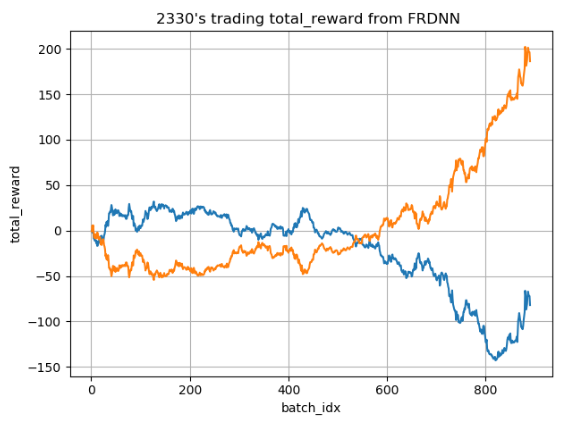 2330's trading total_reward from FRDNN
200
150
100
50
0
−50
−100
−150
total_reward
0 200 400 600 800
batch_idx